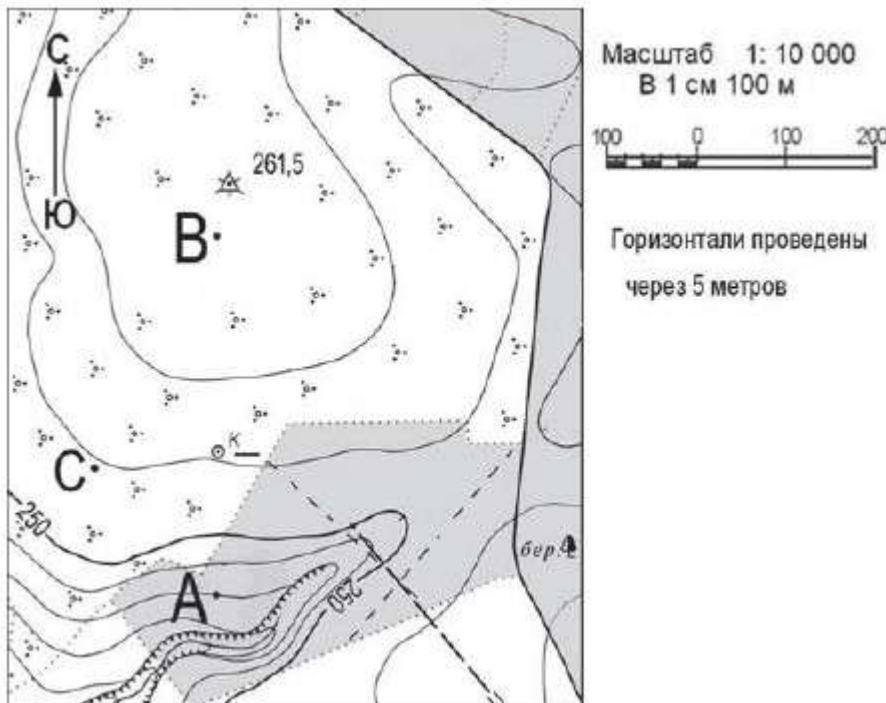 С
Ю
261,5
В
К
С
250
А
250
бер.
Масштаб 1: 10 000
В 1 см 100 м
100 0 100 200
Горизонтали проведены
через 5 метров